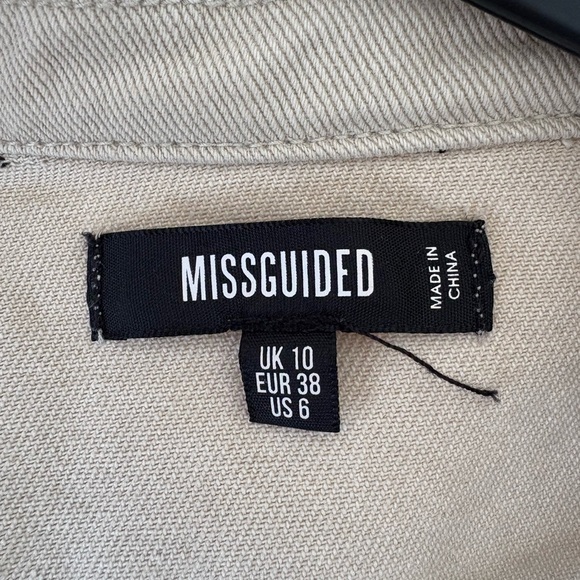 MISSGUIDED
MADE IN
CHINA
UK 10
EUR 38
US 6